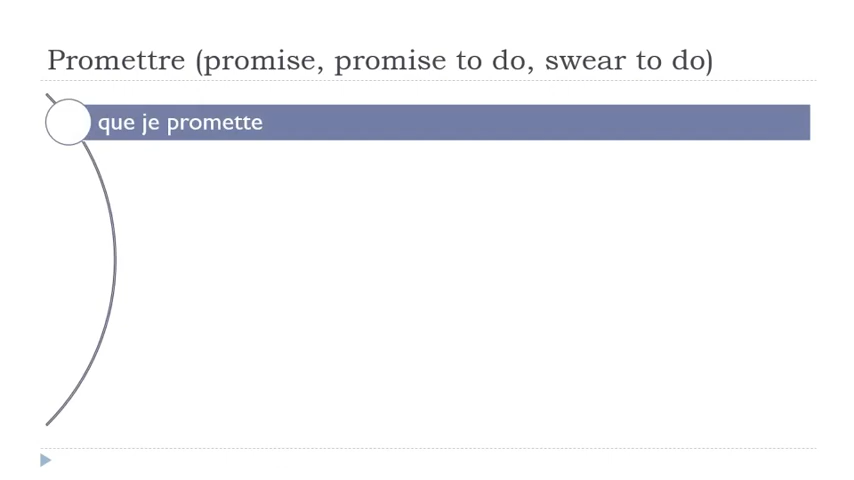 Promettre (promise, promise to do, swear to do)
que je promette